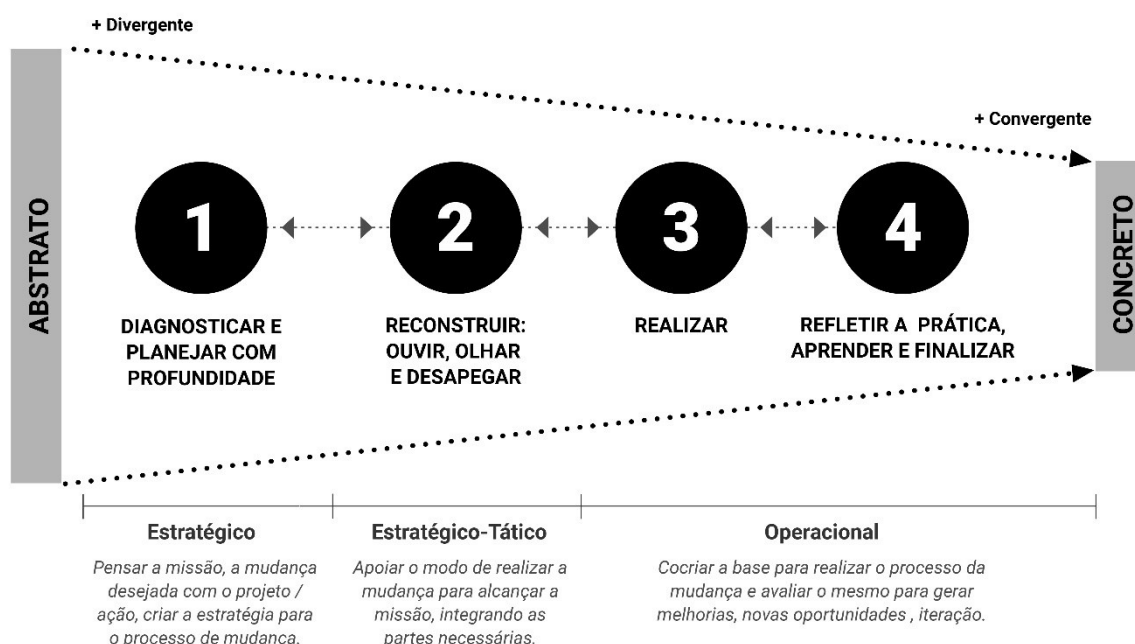 + Divergente
+ Convergente
ABSTRATO
1
2
3
4
CONCRETO
DIAGNOSTICAR E
PLANEJAR COM
PROFUNDIDADE
RECONSTRUIR:
OUVIR, OLHAR
E DESAPEGAR
REALIZAR
REFLETIR A PRÁTICA,
APRENDER E FINALIZAR
Estratégico
Pensar a missão, a mudança
desejada com o projeto /
ação, criar a estratégia para
o processo de mudança.
Estratégico-Tático
Apoiar o modo de realizar a
mudança para alcançar a
missão, integrando as
partes necessárias.
Operacional
Cocriar a base para realizar o processo da
mudança e avaliar o mesmo para gerar
melhorias, novas oportunidades , iteração.